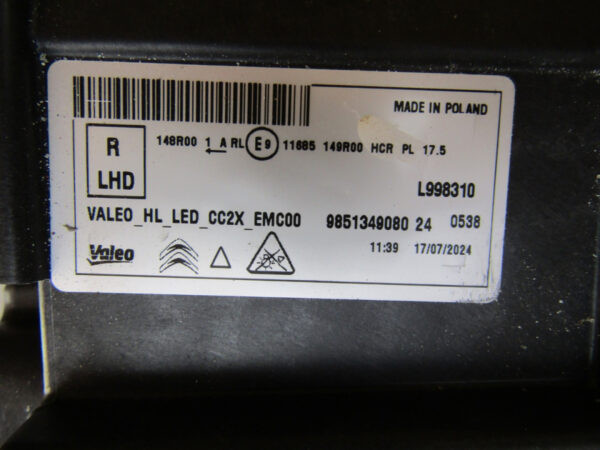 MADE IN POLAND
R
LHD
148R00 1 A RL E9 11685 149R00 HCR PL 17.5
L998310
VALEO_HL_LED_CC2X_EMC00 9851349080 24 0538
11:39 17/07/2024
Valeo